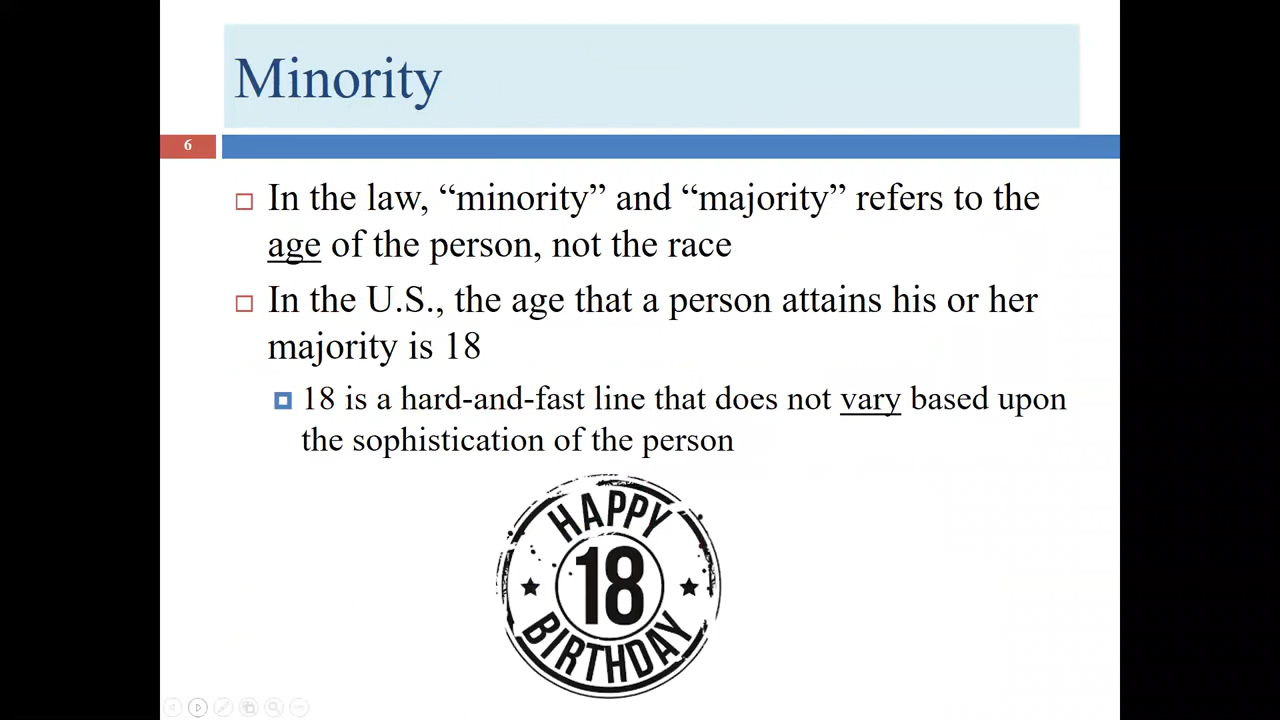 Minority
6
In the law, “minority” and “majority” refers to the
age of the person, not the race
In the U.S., the age that a person attains his or her
majority is 18
18 is a hard-and-fast line that does not vary based upon
the sophistication of the person
HAPPY
18
BIRTHDAY